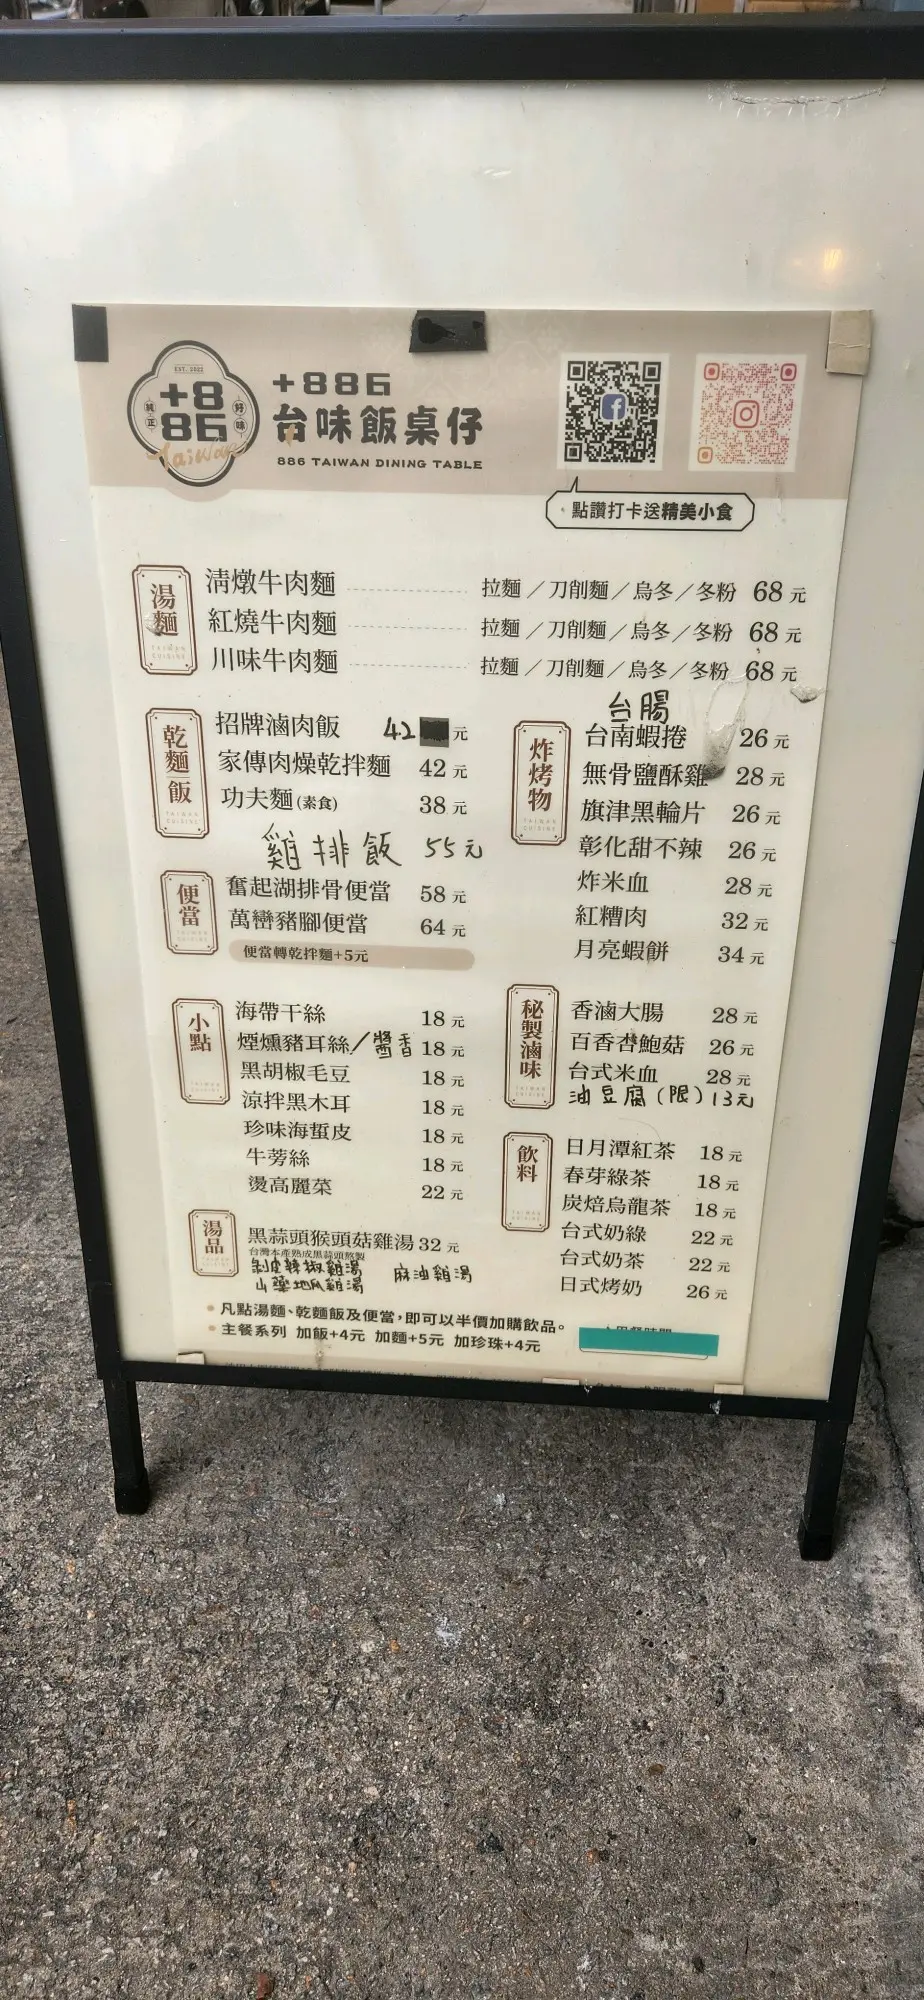 EST. 2022
+8
86
純正
好味
Taiwan
+886
台味飯桌仔
886 TAIWAN DINING TABLE
點讚打卡送精美小食
湯麵
TAIWAN CUISINE
清燉牛肉麵 拉麵／刀削麵／烏冬／冬粉 68元
紅燒牛肉麵 拉麵／刀削麵／烏冬／冬粉 68元
川味牛肉麵 拉麵／刀削麵／烏冬／冬粉 68元
乾麵飯
TAIWAN CUISINE
招牌滷肉飯 42元
家傳肉燥乾拌麵 42元
功夫麵(素食) 38元
雞排飯 55元
便當
奮起湖排骨便當 58元
萬巒豬腳便當 64元
便當轉乾拌麵+5元
小點
海帶干絲 18元
煙燻豬耳絲/醬香 18元
黑胡椒毛豆 18元
涼拌黑木耳 18元
珍味海蜇皮 18元
牛蒡絲 18元
燙高麗菜 22元
湯品
黑蒜頭猴頭菇雞湯 32元
台灣本產熟成黑蒜頭熬製
剝皮辣椒雞湯 麻油雞湯
山藥地瓜雞湯
炸烤物
TAIWAN CUISINE
台腸
台南蝦捲 26元
無骨鹽酥雞 28元
旗津黑輪片 26元
彰化甜不辣 26元
炸米血 28元
紅糟肉 32元
月亮蝦餅 34元
秘製滷味
香滷大腸 28元
百香杏鮑菇 26元
台式米血 28元
油豆腐(限) 13元
飲料
日月潭紅茶 18元
春芽綠茶 18元
炭焙烏龍茶 18元
台式奶綠 22元
台式奶茶 22元
日式烤奶 26元
凡點湯麵、乾麵飯及便當，即可以半價加購飲品。
主餐系列 加飯+4元 加麵+5元 加珍珠+4元